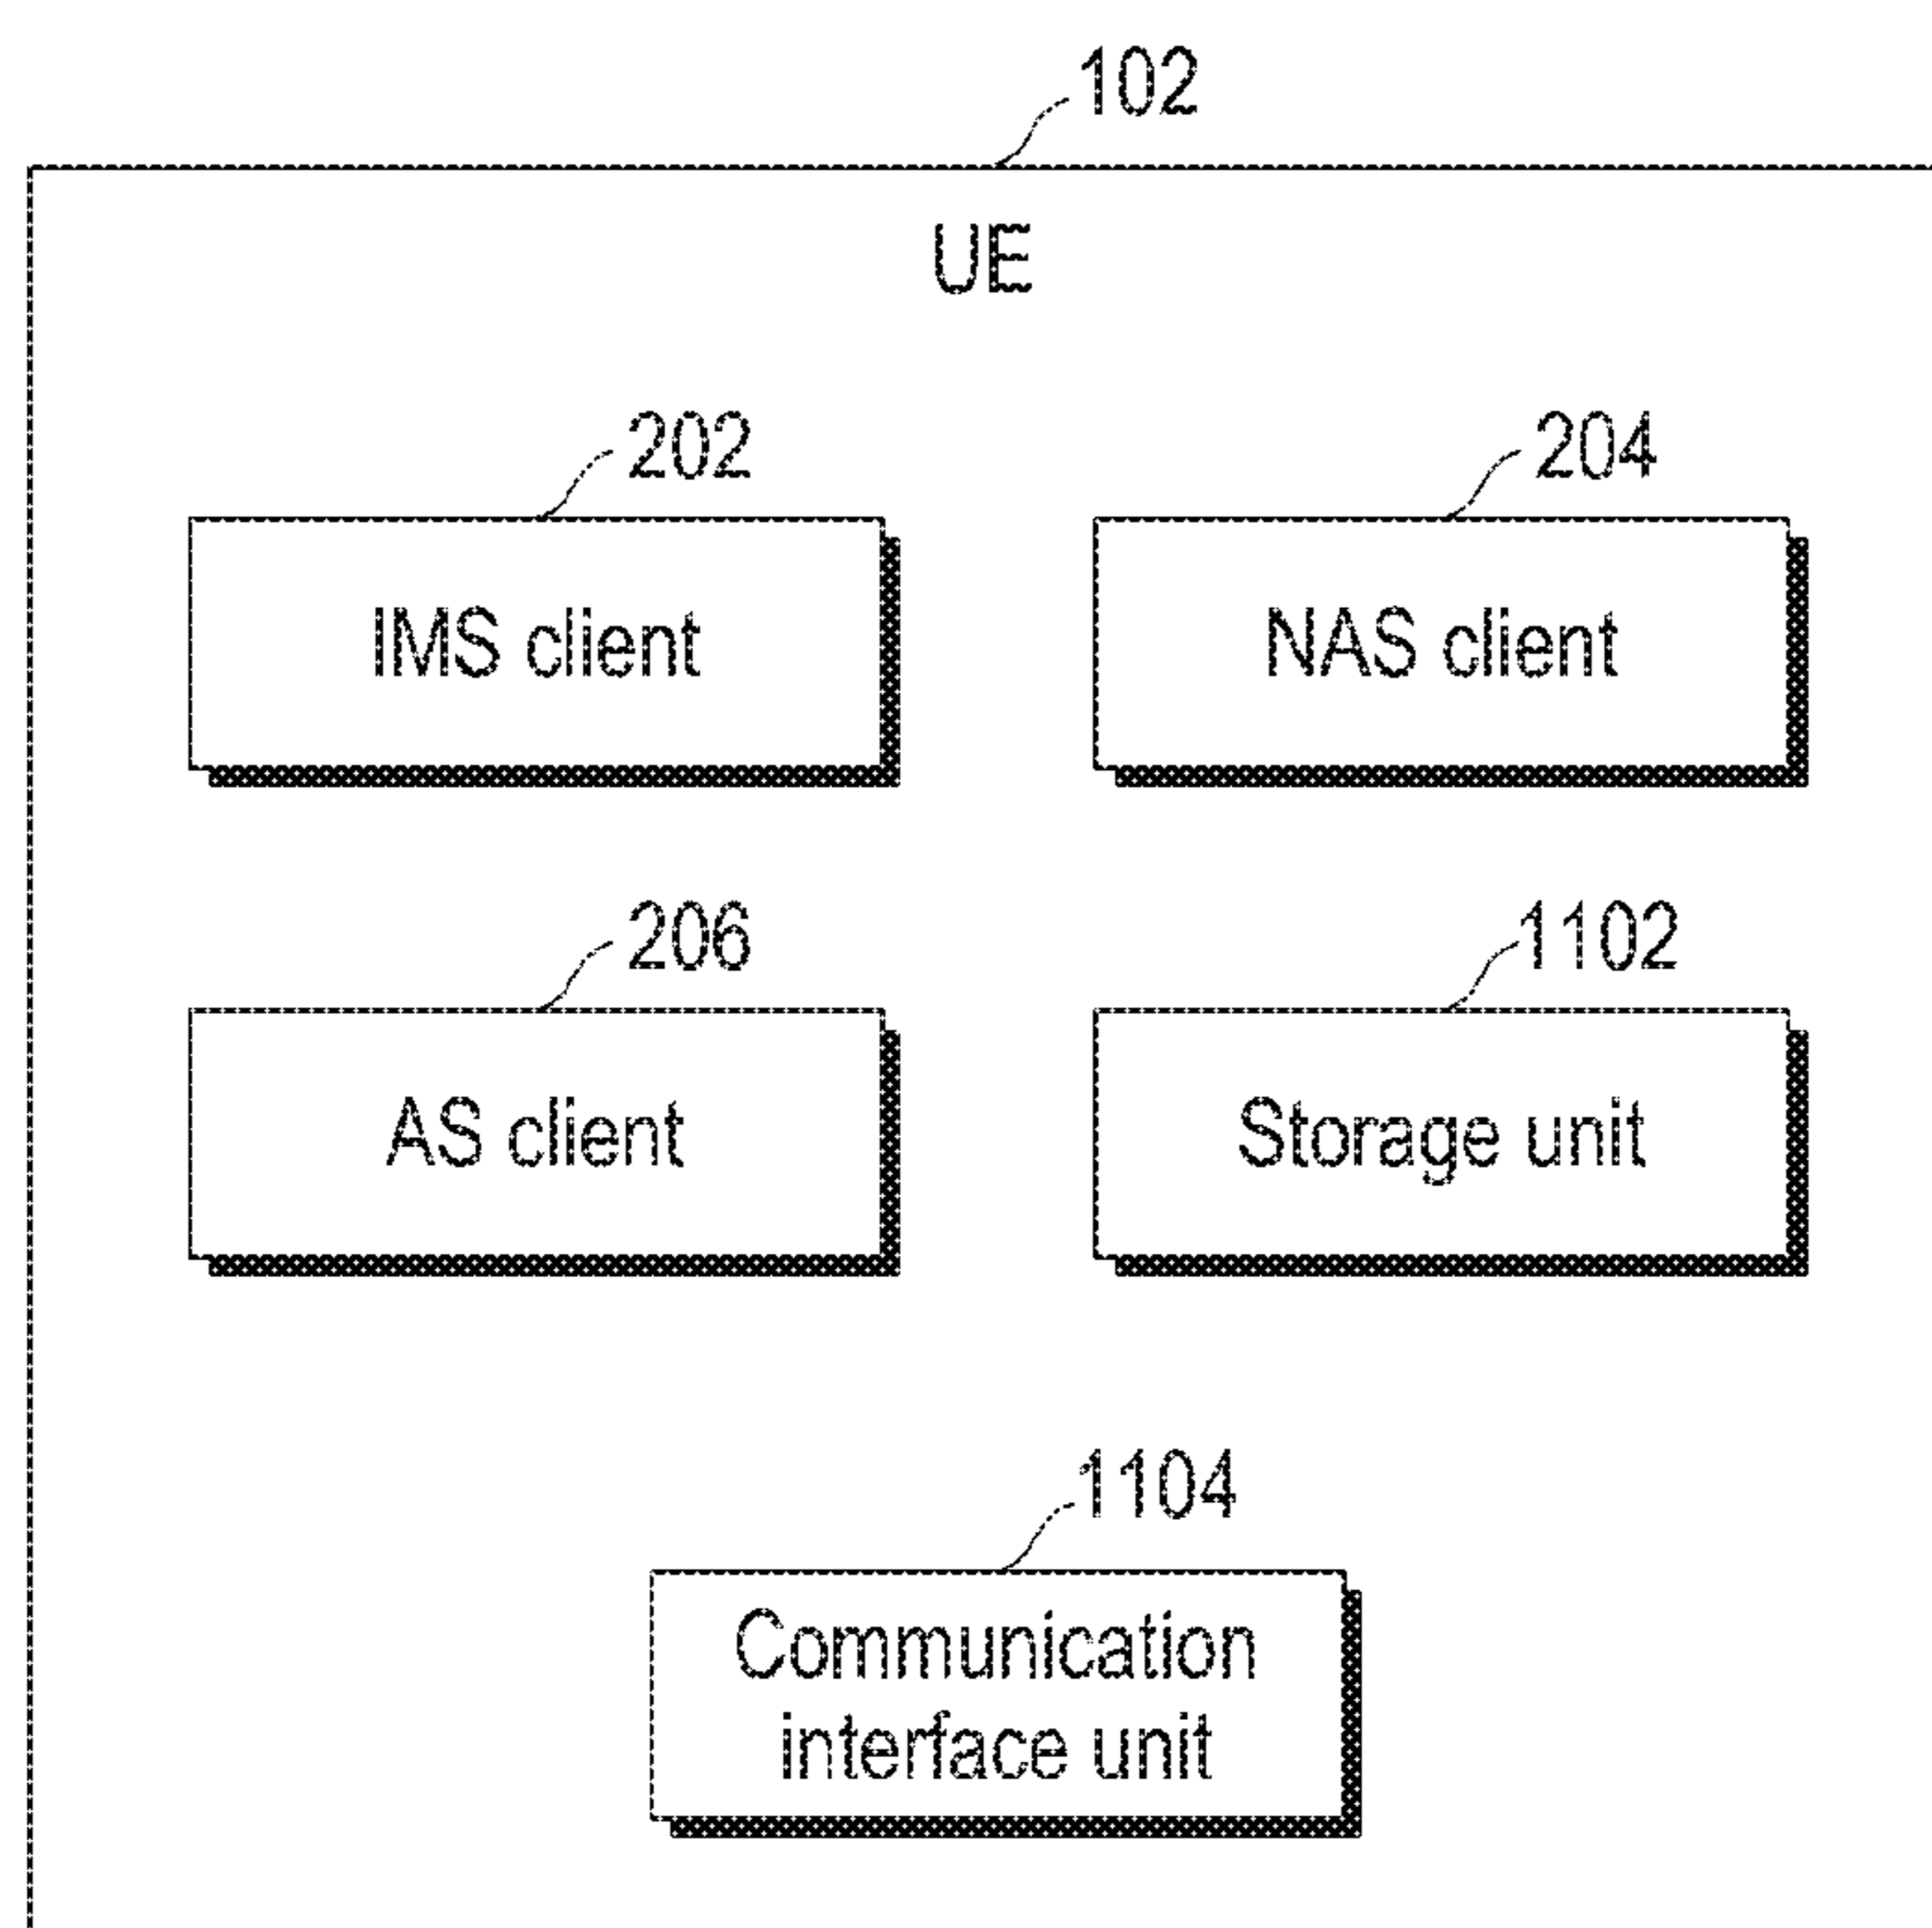 102
UE
202
204
IMS client
NAS client
206
1102
AS client
Storage unit
1104
Communication
interface unit